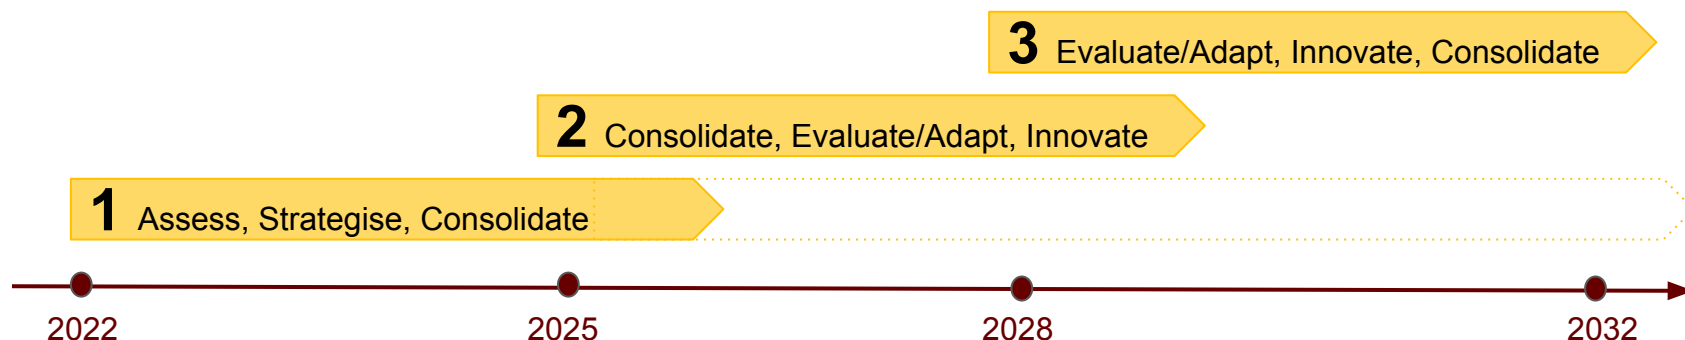 3 Evaluate/Adapt, Innovate, Consolidate
2 Consolidate, Evaluate/Adapt, Innovate
1 Assess, Strategise, Consolidate
2022 2025 2028 2032